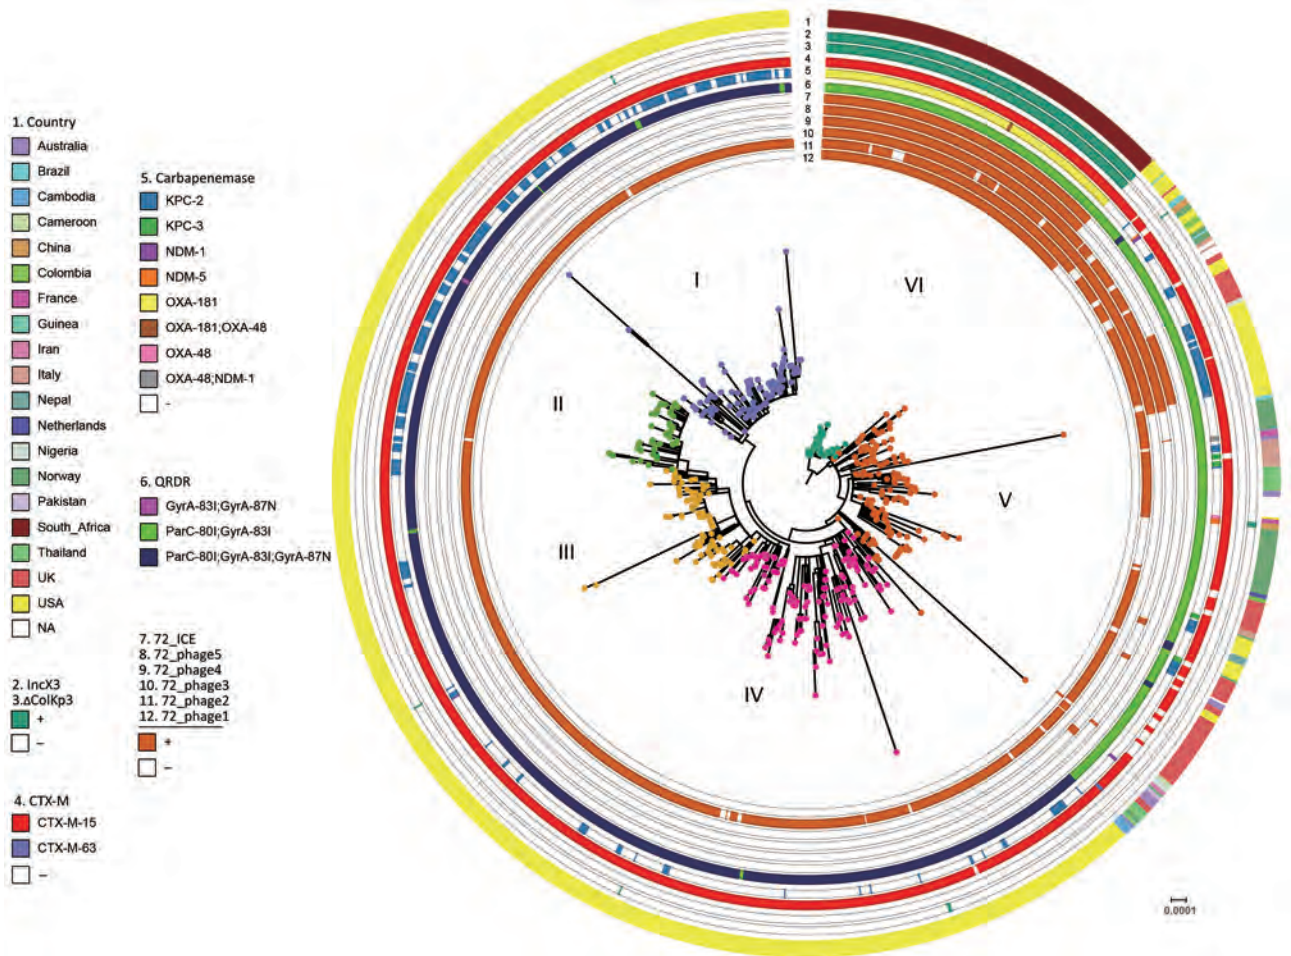 1. Country
Australia
Brazil
Cambodia
Cameroon
China
Colombia
France
Guinea
Iran
Italy
Nepal
Netherlands
Nigeria
Norway
Pakistan
South_Africa
Thailand
UK
USA
NA
2. IncX3
3.ΔColKp3
+
–
4. CTX-M
CTX-M-15
CTX-M-63
–
5. Carbapenemase
KPC-2
KPC-3
NDM-1
NDM-5
OXA-181
OXA-181;OXA-48
OXA-48
OXA-48;NDM-1
-
6. QRDR
GyrA-83I;GyrA-87N
ParC-80I;GyrA-83I
ParC-80I;GyrA-83I;GyrA-87N
7. 72_ICE
8. 72_phage5
9. 72_phage4
10. 72_phage3
11. 72_phage2
12. 72_phage1
+
–
1
2
3
4
5
6
7
8
9
10
11
12
I
VI
II
V
III
IV
0.0001